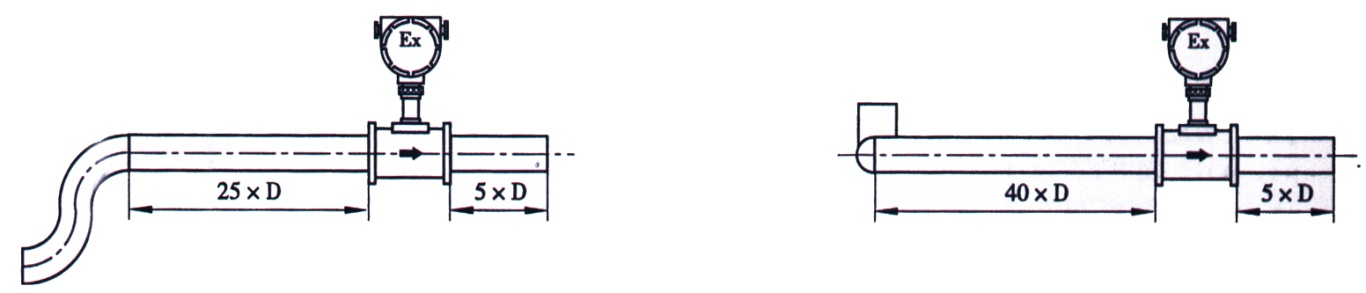 Ex
25 × D
5 × D
Ex
40 × D
5 × D